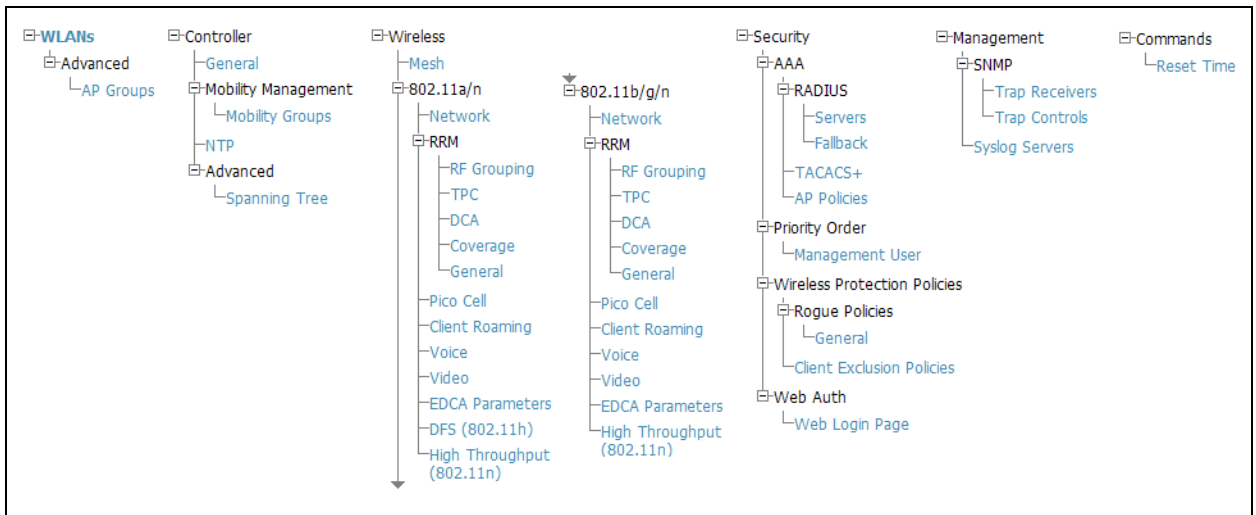 WLANs
Advanced
AP Groups
Controller
General
Mobility Management
Mobility Groups
NTP
Advanced
Spanning Tree
Wireless
Mesh
802.11a/n
Network
RRM
RF Grouping
TPC
DCA
Coverage
General
Pico Cell
Client Roaming
Voice
Video
EDCA Parameters
DFS (802.11h)
High Throughput
(802.11n)
802.11b/g/n
Network
RRM
RF Grouping
TPC
DCA
Coverage
General
Pico Cell
Client Roaming
Voice
Video
EDCA Parameters
High Throughput
(802.11n)
Security
AAA
RADIUS
Servers
Fallback
TACACS+
AP Policies
Priority Order
Management User
Wireless Protection Policies
Rogue Policies
General
Client Exclusion Policies
Web Auth
Web Login Page
Management
SNMP
Trap Receivers
Trap Controls
Syslog Servers
Commands
Reset Time